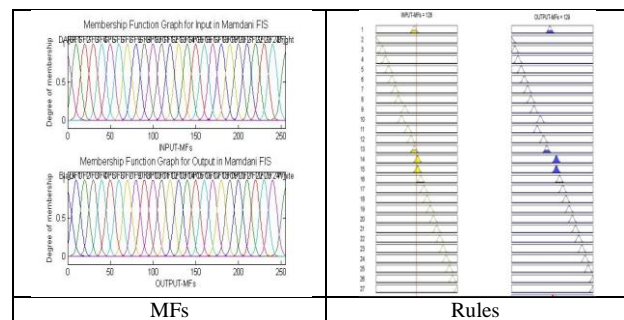 Membership Function Graph for Input in Mamdani FIS
Degree of membership
0.5
0
0 50 100 150 200 250
INPUT-MFs
Membership Function Graph for Output in Mamdani FIS
Degree of membership
0.5
0
0 50 100 150 200 250
OUTPUT-MFs
MFs
INPUT-MFs = 128
OUTPUT-MFs = 129
1
2
3
4
5
6
7
8
9
10
11
12
13
14
15
16
17
18
19
20
21
22
23
24
25
26
27
Rules